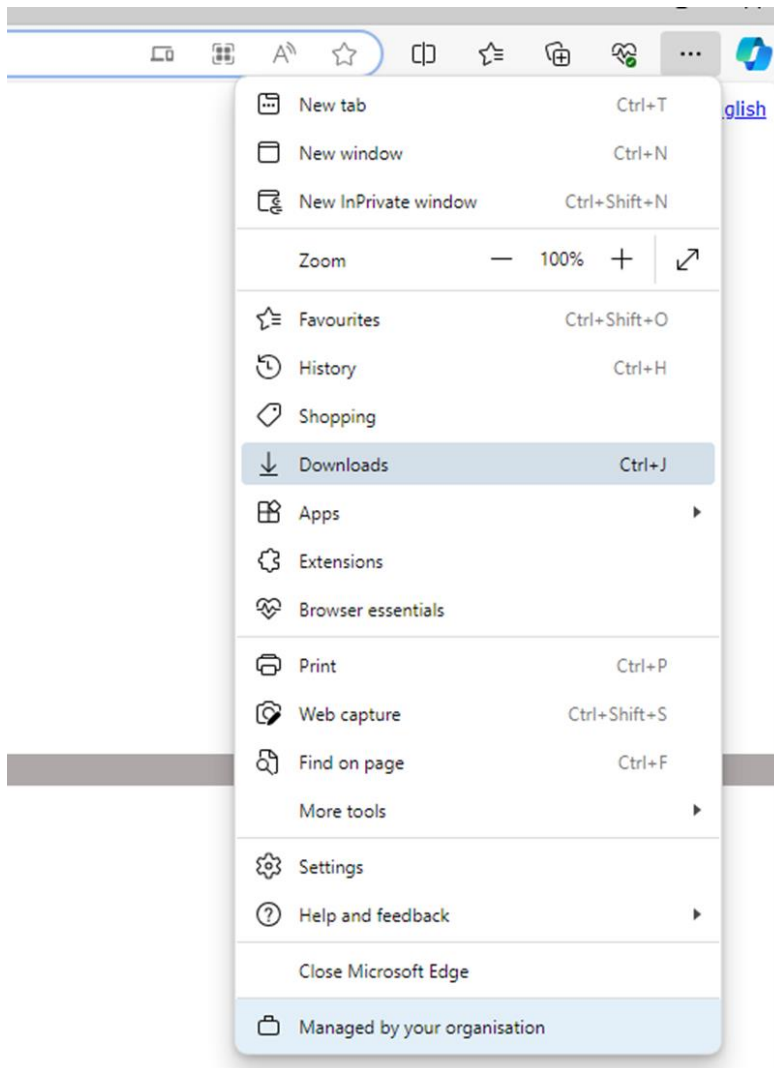 glish
New tab Ctrl+T
New window Ctrl+N
New InPrivate window Ctrl+Shift+N
Zoom — 100% +
Favourites Ctrl+Shift+O
History Ctrl+H
Shopping
Downloads Ctrl+J
Apps
Extensions
Browser essentials
Print Ctrl+P
Web capture Ctrl+Shift+S
Find on page Ctrl+F
More tools
Settings
Help and feedback
Close Microsoft Edge
Managed by your organisation